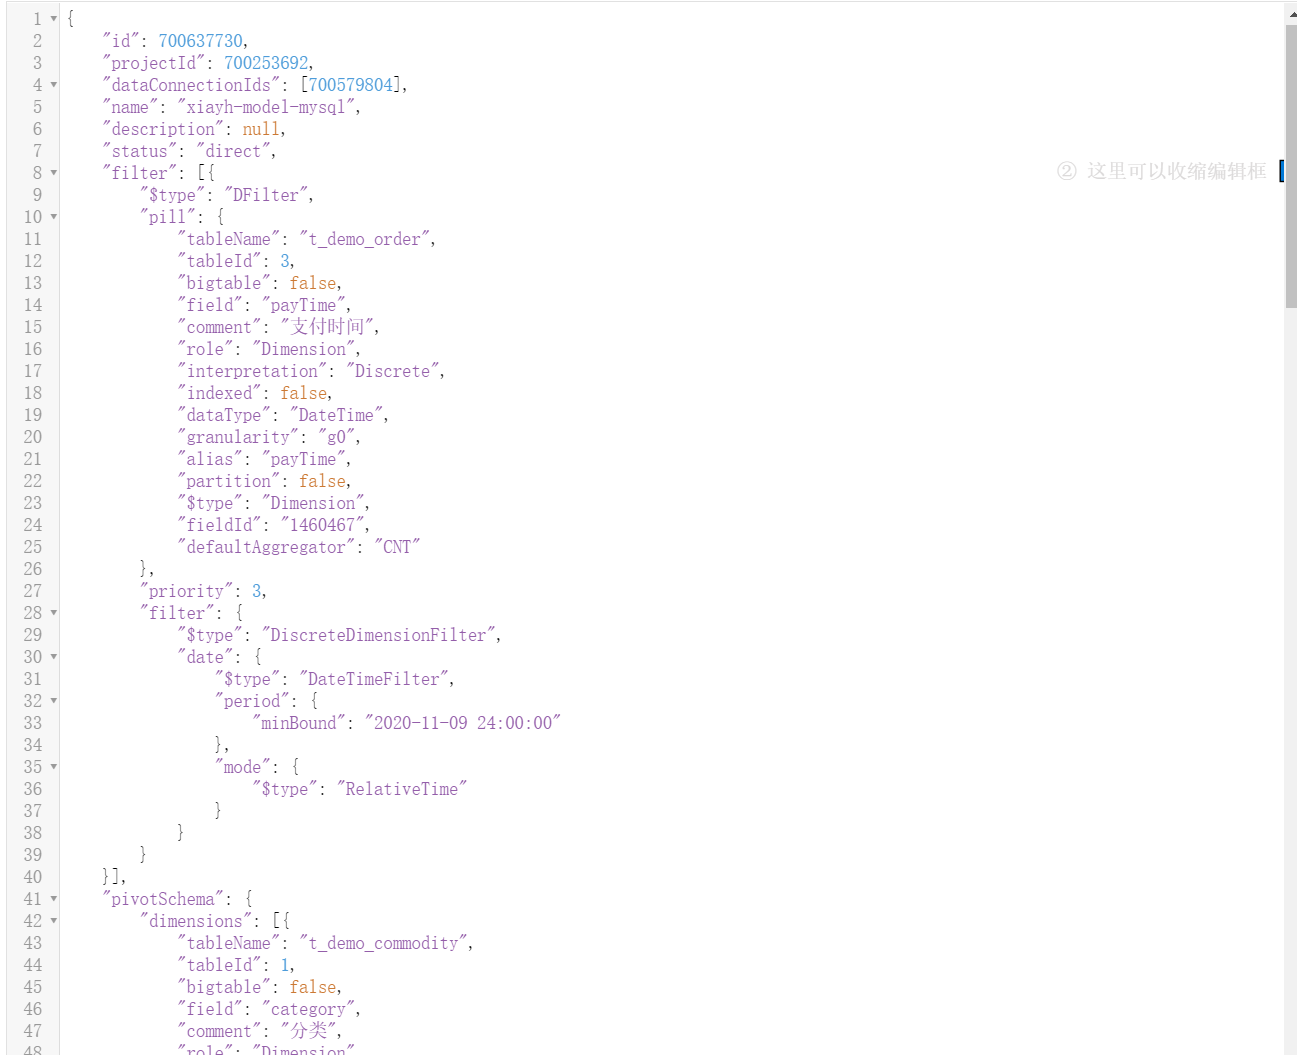 1 {
2 "id": 700637730,
3 "projectId": 700253692,
4 "dataConnectionIds": [700579804],
5 "name": "xiayh-model-mysql",
6 "description": null,
7 "status": "direct",
8 "filter": [{
② 这里可以收缩编辑框
9 "$type": "DFilter",
10 "pill": {
11 "tableName": "t_demo_order",
12 "tableId": 3,
13 "bigtable": false,
14 "field": "payTime",
15 "comment": "支付时间",
16 "role": "Dimension",
17 "interpretation": "Discrete",
18 "indexed": false,
19 "dataType": "DateTime",
20 "granularity": "g0",
21 "alias": "payTime",
22 "partition": false,
23 "$type": "Dimension",
24 "fieldId": "1460467",
25 "defaultAggregator": "CNT"
26 },
27 "priority": 3,
28 "filter": {
29 "$type": "DiscreteDimensionFilter",
30 "date": {
31 "$type": "DateTimeFilter",
32 "period": {
33 "minBound": "2020-11-09 24:00:00"
34 },
35 "mode": {
36 "$type": "RelativeTime"
37 }
38 }
39 }
40 }],
41 "pivotSchema": {
42 "dimensions": [{
43 "tableName": "t_demo_commodity",
44 "tableId": 1,
45 "bigtable": false,
46 "field": "category",
47 "comment": "分类",
48 "role": "Dimension"